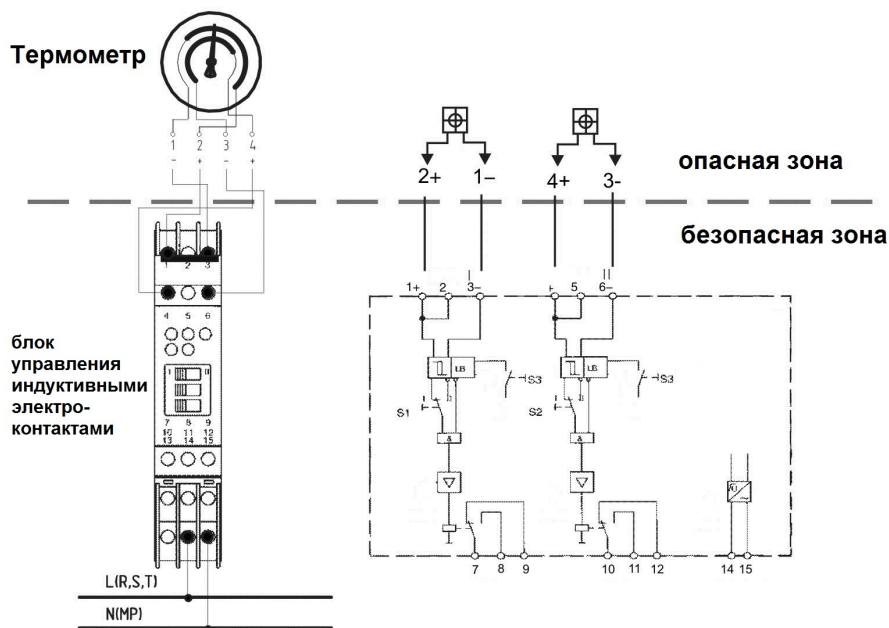 Термометр
1 2 3 4
- + - +
2+ 1– 4+ 3-
опасная зона
безопасная зона
1 2 3
4 5 6
I II
7 8 9
10 11 12
13 14 15
блок
управления
индуктивными
электро-
контактами
L(R,S,T)
N(MP)
I II
1+ 2 3– + 5 6–
LB LB
S3 S3
S1 S2
& &
U
7 8 9 10 11 12 14 15